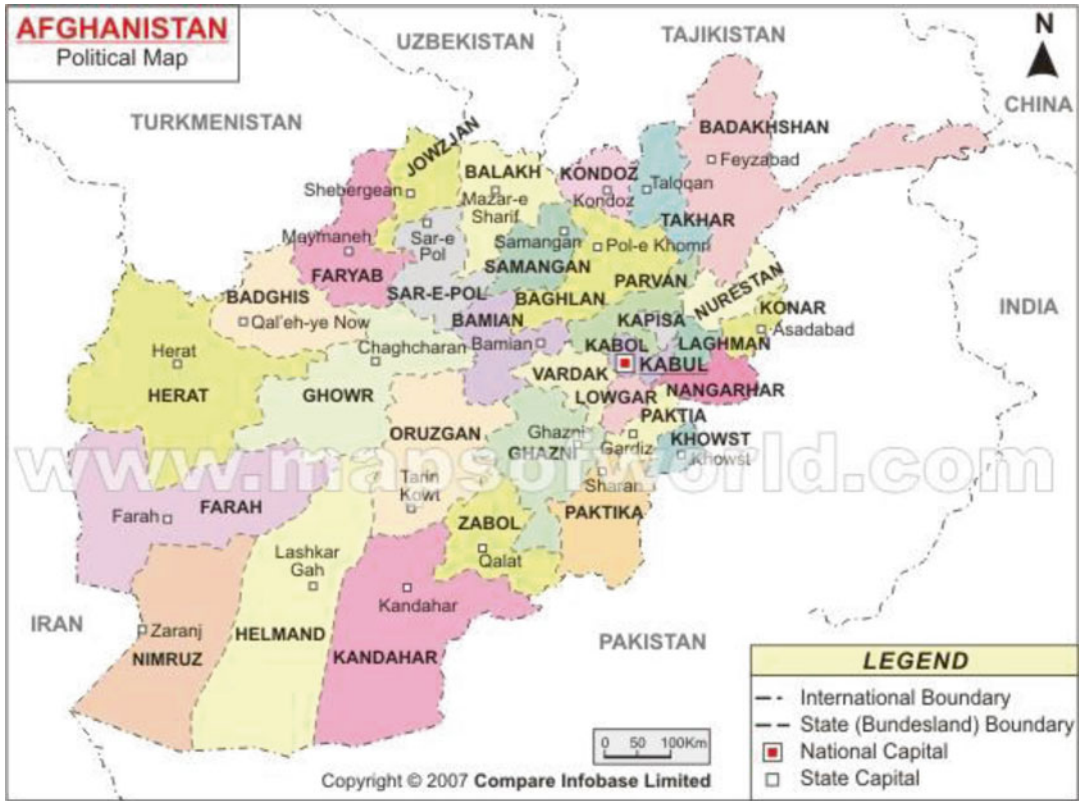 AFGHANISTAN
Political Map
UZBEKISTAN
TAJIKISTAN
N
CHINA
TURKMENISTAN
JOWZJAN
BALAKH
KONDOZ
BADAKHSHAN
Feyzabad
Shebergean
Mazar-e
Sharif
Kondoz
Taloqan
TAKHAR
Maymaneh
Sar-e
Pol
Samangan
Pol-e Khomri
FARYAB
SAMANGAN
PARVAN
NURESTAN
BADGHIS
SAR-E-POL
BAGHLAN
KONAR
INDIA
Qal'eh-ye Now
BAMIAN
KAPISA
Asadabad
Herat
Chaghcharan
Bamian
KABOL
LAGHMAN
KABUL
HERAT
GHOWR
VARDAK
NANGARHAR
LOWGAR
PAKTIA
ORUZGAN
Ghazni
GHAZNI
Gardiz
KHOWST
Khowst
www.mapsofworld.com
Tarin
Kowt
Sharan
FARAH
Farah
ZABOL
PAKTIKA
Lashkar
Gah
Qalat
Kandahar
IRAN
Zaranj
NIMRUZ
HELMAND
KANDAHAR
PAKISTAN
LEGEND
International Boundary
State (Bundesland) Boundary
National Capital
State Capital
0 50 100Km
Copyright © 2007 Compare Infobase Limited